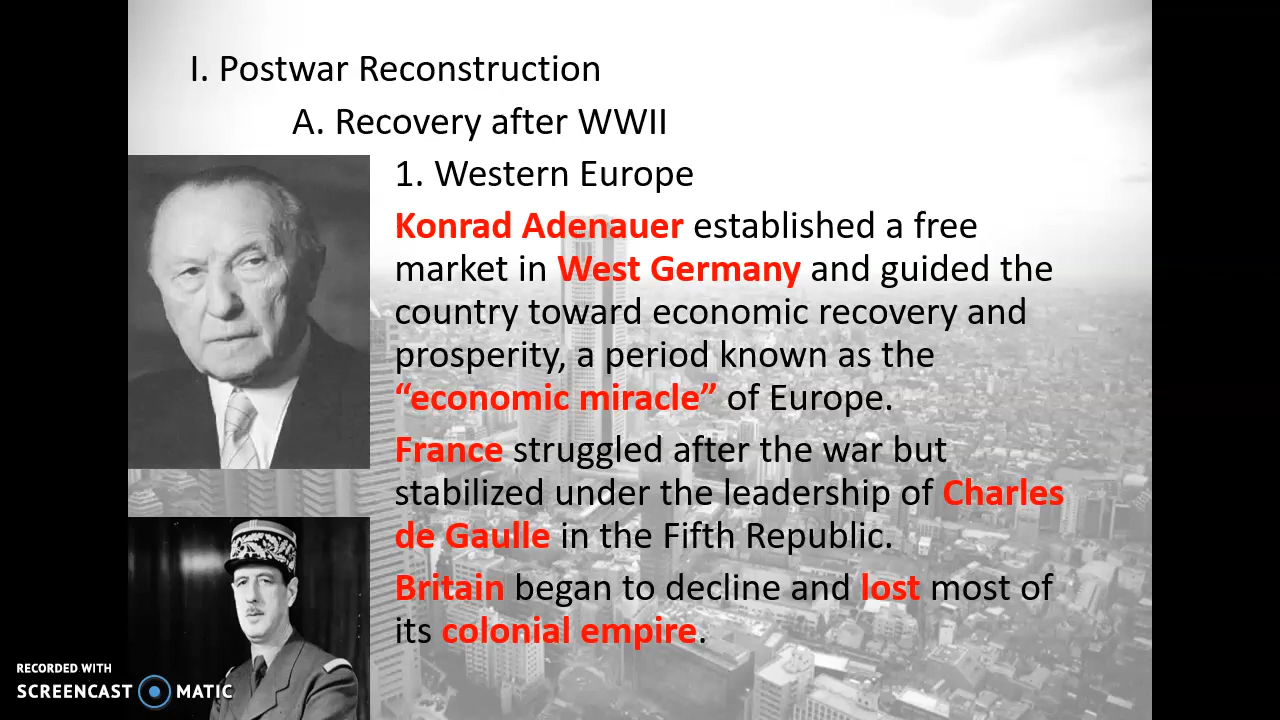 I. Postwar Reconstruction
A. Recovery after WWII
1. Western Europe
Konrad Adenauer established a free
market in West Germany and guided the
country toward economic recovery and
prosperity, a period known as the
“economic miracle” of Europe.
France struggled after the war but
stabilized under the leadership of Charles
de Gaulle in the Fifth Republic.
Britain began to decline and lost most of
its colonial empire.
RECORDED WITH
SCREENCAST MATIC